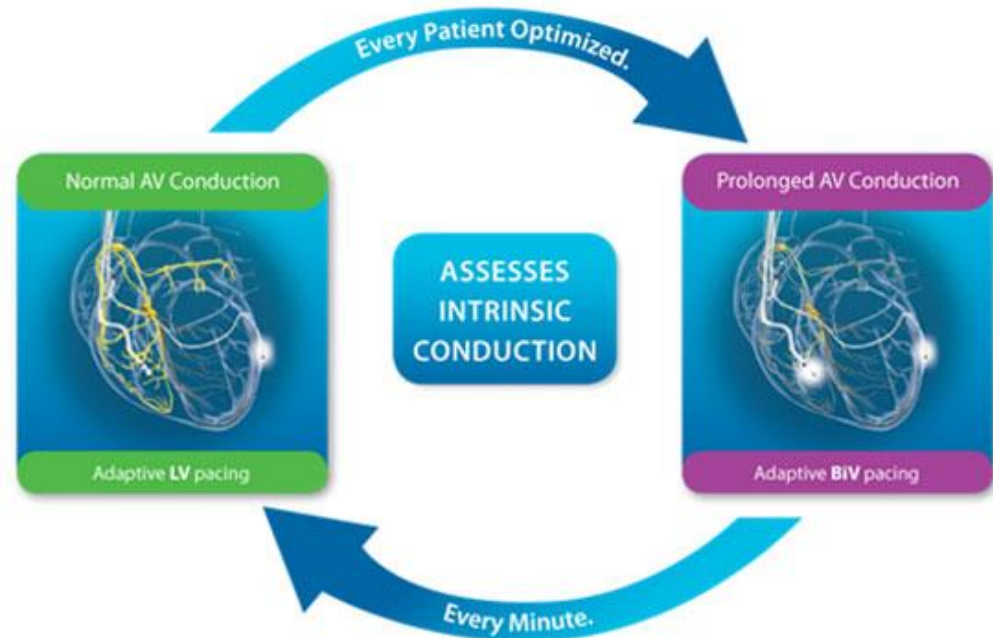 Every Patient Optimized.
Normal AV Conduction
Prolonged AV Conduction
ASSESSES
INTRINSIC
CONDUCTION
Adaptive LV pacing
Adaptive BiV pacing
Every Minute.